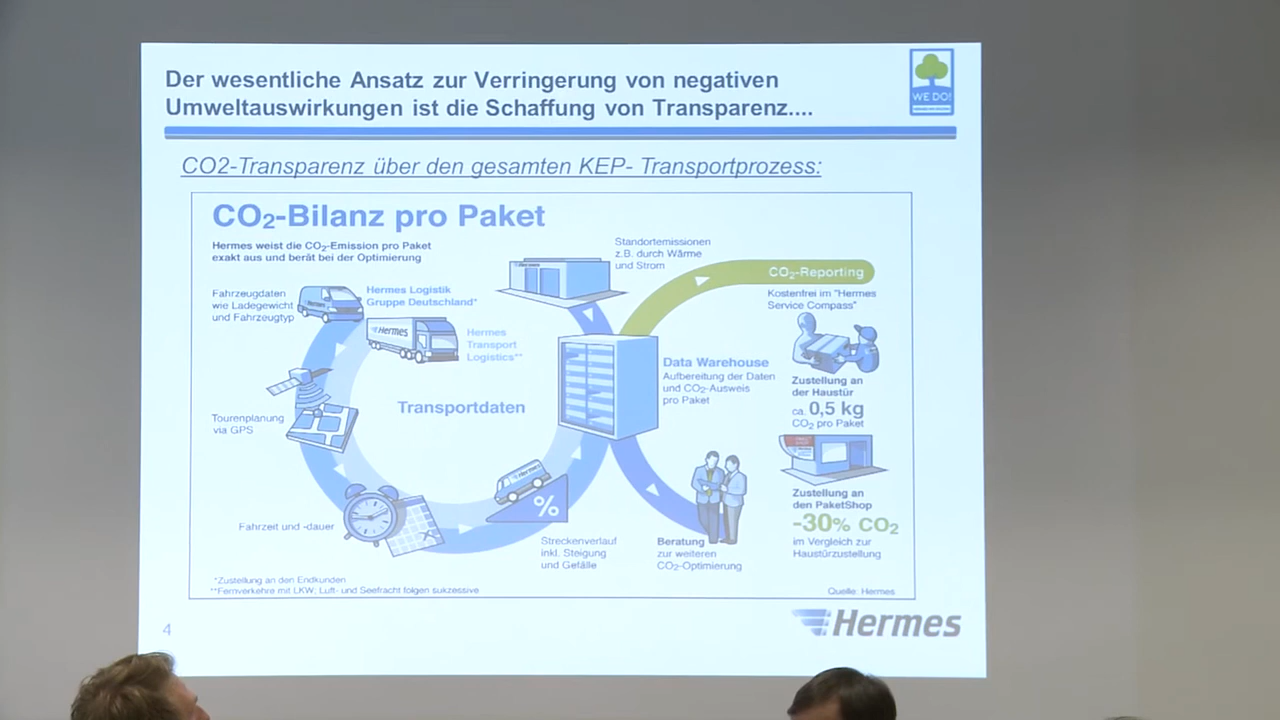 Der wesentliche Ansatz zur Verringerung von negativen
Umweltauswirkungen ist die Schaffung von Transparenz....
WE DO!
CO2-Transparenz über den gesamten KEP- Transportprozess:
CO₂-Bilanz pro Paket
Hermes weist die CO₂-Emission pro Paket
exakt aus und berät bei der Optimierung
Fahrzeugdaten
wie Ladegewicht
und Fahrzeugtyp
Hermes
Hermes Logistik
Gruppe Deutschland*
Hermes
Hermes
Transport
Logistics**
Tourenplanung
via GPS
Transportdaten
Fahrzeit und -dauer
Hermes
%
Streckenverlauf
inkl. Steigung
und Gefälle
Hermes
Standortemissionen
z.B. durch Wärme
und Strom
Data Warehouse
Aufbereitung der Daten
und CO₂-Ausweis
pro Paket
Beratung
zur weiteren
CO₂-Optimierung
CO₂-Reporting
Kostenfrei im "Hermes
Service Compass"
Zustellung an
der Haustür
ca. 0,5 kg
CO₂ pro Paket
Zustellung an
den PaketShop
-30% CO₂
im Vergleich zur
Haustürzustellung
*Zustellung an den Endkunden
**Fernverkehre mit LKW; Luft- und Seefracht folgen sukzessive
Quelle: Hermes
4
Hermes